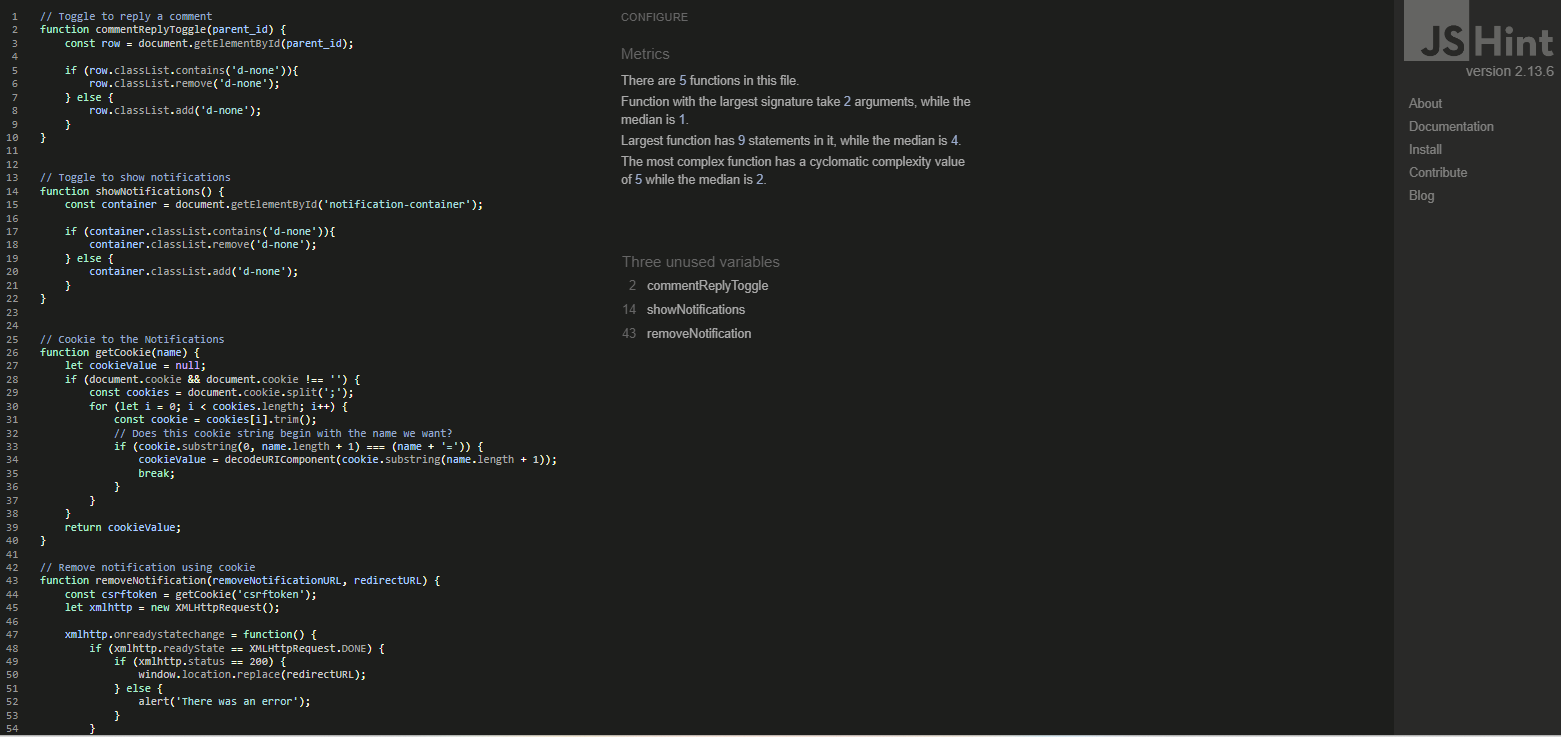 1 // Toggle to reply a comment
2 function commentReplyToggle(parent_id) {
3     const row = document.getElementById(parent_id);
4
5     if (row.classList.contains('d-none')){
6         row.classList.remove('d-none');
7     } else {
8         row.classList.add('d-none');
9     }
10 }
11
12
13 // Toggle to show notifications
14 function showNotifications() {
15     const container = document.getElementById('notification-container');
16
17     if (container.classList.contains('d-none')){
18         container.classList.remove('d-none');
19     } else {
20         container.classList.add('d-none');
21     }
22 }
23
24
25 // Cookie to the Notifications
26 function getCookie(name) {
27     let cookieValue = null;
28     if (document.cookie && document.cookie !== '') {
29         const cookies = document.cookie.split(';');
30         for (let i = 0; i < cookies.length; i++) {
31             const cookie = cookies[i].trim();
32             // Does this cookie string begin with the name we want?
33             if (cookie.substring(0, name.length + 1) === (name + '=')) {
34                 cookieValue = decodeURIComponent(cookie.substring(name.length + 1));
35                 break;
36             }
37         }
38     }
39     return cookieValue;
40 }
41
42 // Remove notification using cookie
43 function removeNotification(removeNotificationURL, redirectURL) {
44     const csrftoken = getCookie('csrftoken');
45     let xmlhttp = new XMLHttpRequest();
46
47     xmlhttp.onreadystatechange = function() {
48         if (xmlhttp.readyState == XMLHttpRequest.DONE) {
49             if (xmlhttp.status == 200) {
50                 window.location.replace(redirectURL);
51             } else {
52                 alert('There was an error');
53             }
54         }
CONFIGURE
Metrics
There are 5 functions in this file.
Function with the largest signature take 2 arguments, while the
median is 1.
Largest function has 9 statements in it, while the median is 4.
The most complex function has a cyclomatic complexity value
of 5 while the median is 2.
Three unused variables
2 commentReplyToggle
14 showNotifications
43 removeNotification
JSHint
version 2.13.6
About
Documentation
Install
Contribute
Blog